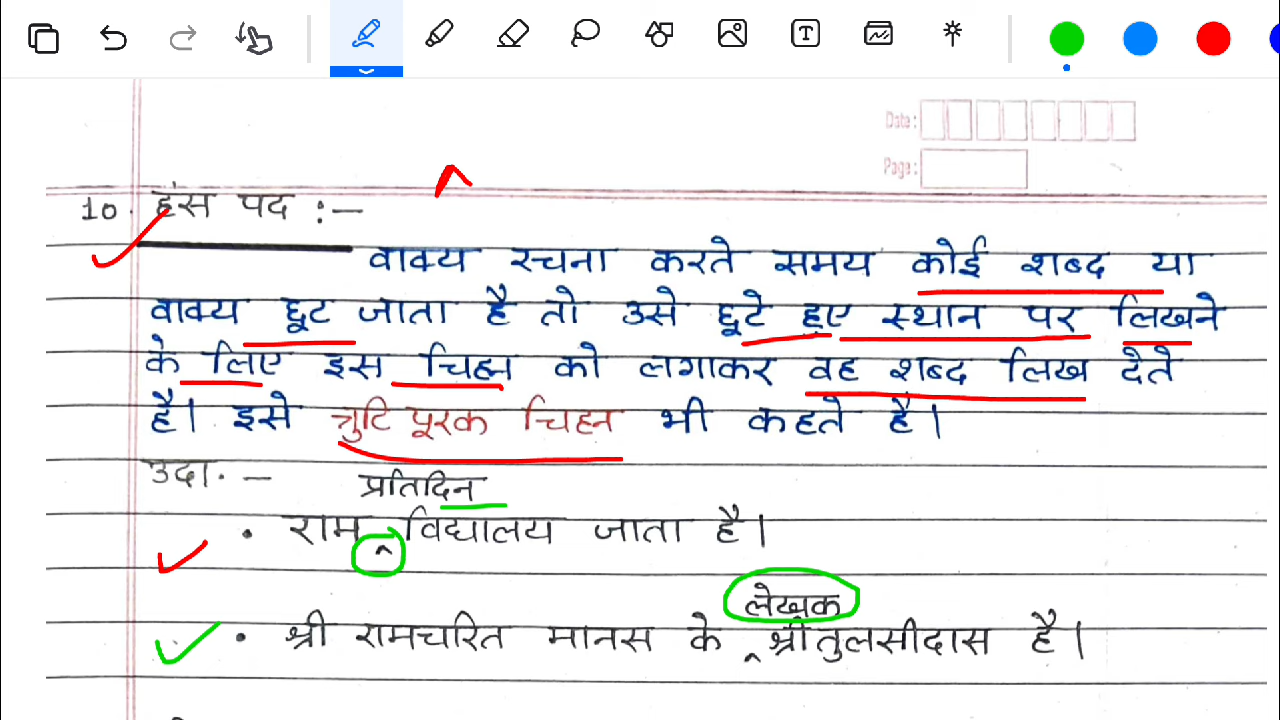 Date:
Page:
^
10. हंस पद :-
वाक्य रचना करते समय कोई शब्द या
वाक्य छूट जाता है तो उसे छूटे हुए स्थान पर लिखने
के लिए इस चिह्न को लगाकर वह शब्द लिख देते
है। इसे त्रुटि पूरक चिह्न भी कहते हैं।
उदा. -
प्रतिदिन
• राम ^ विद्यालय जाता है।
लेखक
• श्री रामचरित मानस के ^ श्रीतुलसीदास है।